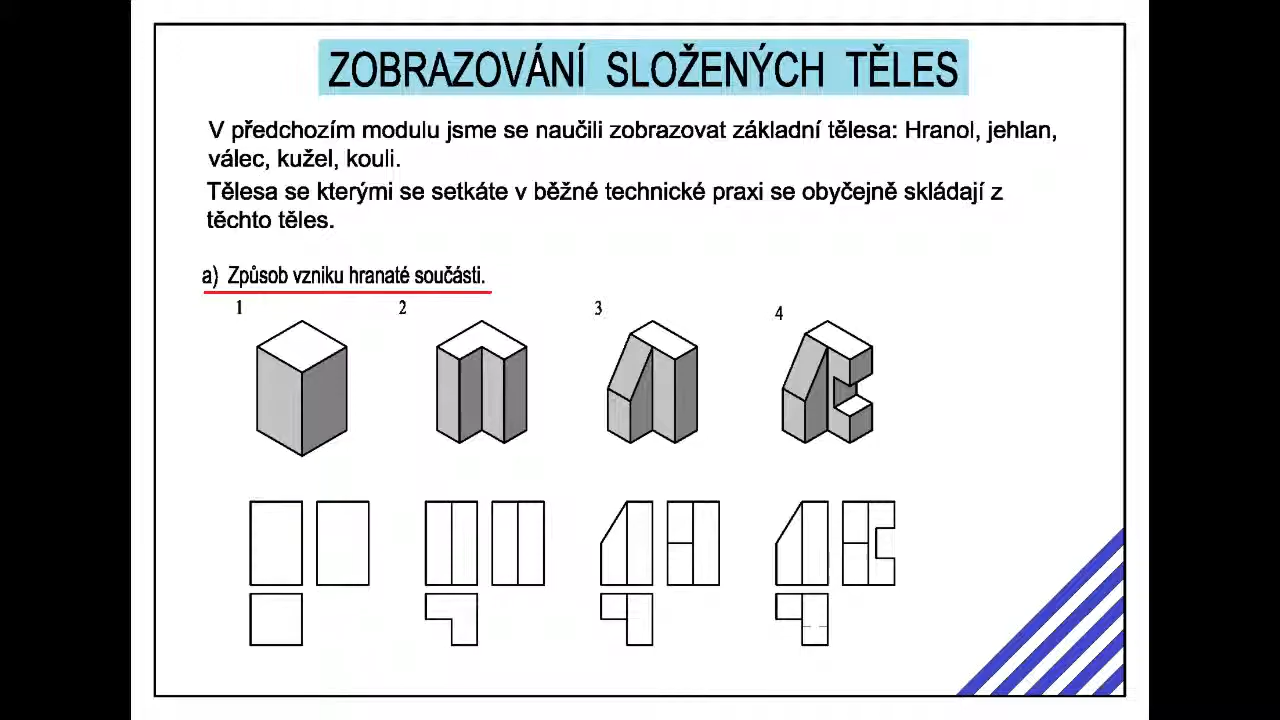 ZOBRAZOVÁNÍ SLOŽENÝCH TĚLES
V předchozím modulu jsme se naučili zobrazovat základní tělesa: Hranol, jehlan,
válec, kužel, kouli.
Tělesa se kterými se setkáte v běžné technické praxi se obyčejně skládají z
těchto těles.
a) Způsob vzniku hranaté součásti.
1 2 3 4